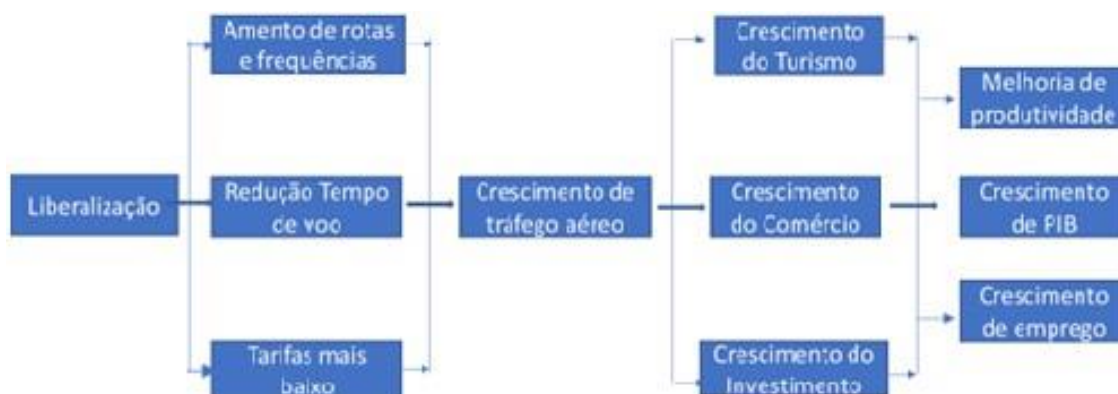 Amento de rotas
e frequências
Crescimento
do Turismo
Melhoria de
produtividade
Liberalização
Redução Tempo
de voo
Crescimento de
tráfego aéreo
Crescimento
do Comércio
Crescimento
de PIB
Crescimento
de emprego
Tarifas mais
baixo
Crescimento do
Investimento